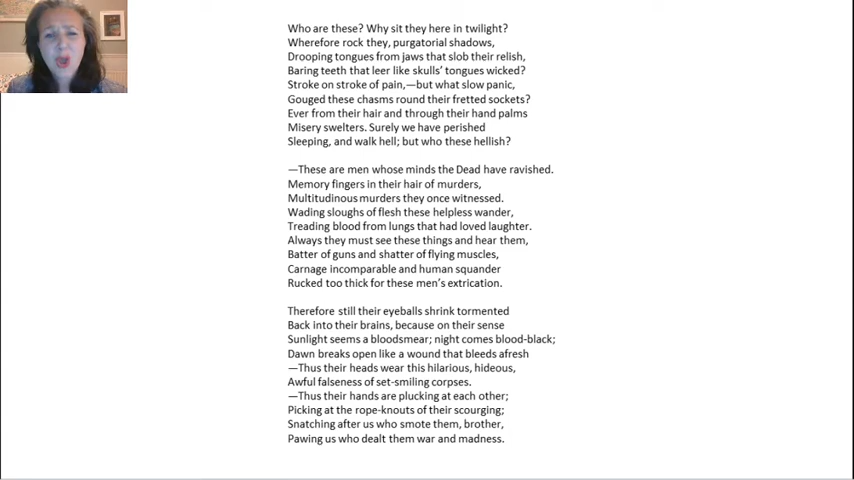 Who are these? Why sit they here in twilight?
Wherefore rock they, purgatorial shadows,
Drooping tongues from jaws that slob their relish,
Baring teeth that leer like skulls' tongues wicked?
Stroke on stroke of pain,—but what slow panic,
Gouged these chasms round their fretted sockets?
Ever from their hair and through their hand palms
Misery swelters. Surely we have perished
Sleeping, and walk hell; but who these hellish?
—These are men whose minds the Dead have ravished.
Memory fingers in their hair of murders,
Multitudinous murders they once witnessed.
Wading sloughs of flesh these helpless wander,
Treading blood from lungs that had loved laughter.
Always they must see these things and hear them,
Batter of guns and shatter of flying muscles,
Carnage incomparable and human squander
Rucked too thick for these men's extrication.
Therefore still their eyeballs shrink tormented
Back into their brains, because on their sense
Sunlight seems a bloodsmear; night comes blood-black;
Dawn breaks open like a wound that bleeds afresh
—Thus their heads wear this hilarious, hideous,
Awful falseness of set-smiling corpses.
—Thus their hands are plucking at each other;
Picking at the rope-knouts of their scourging;
Snatching after us who smote them, brother,
Pawing us who dealt them war and madness.